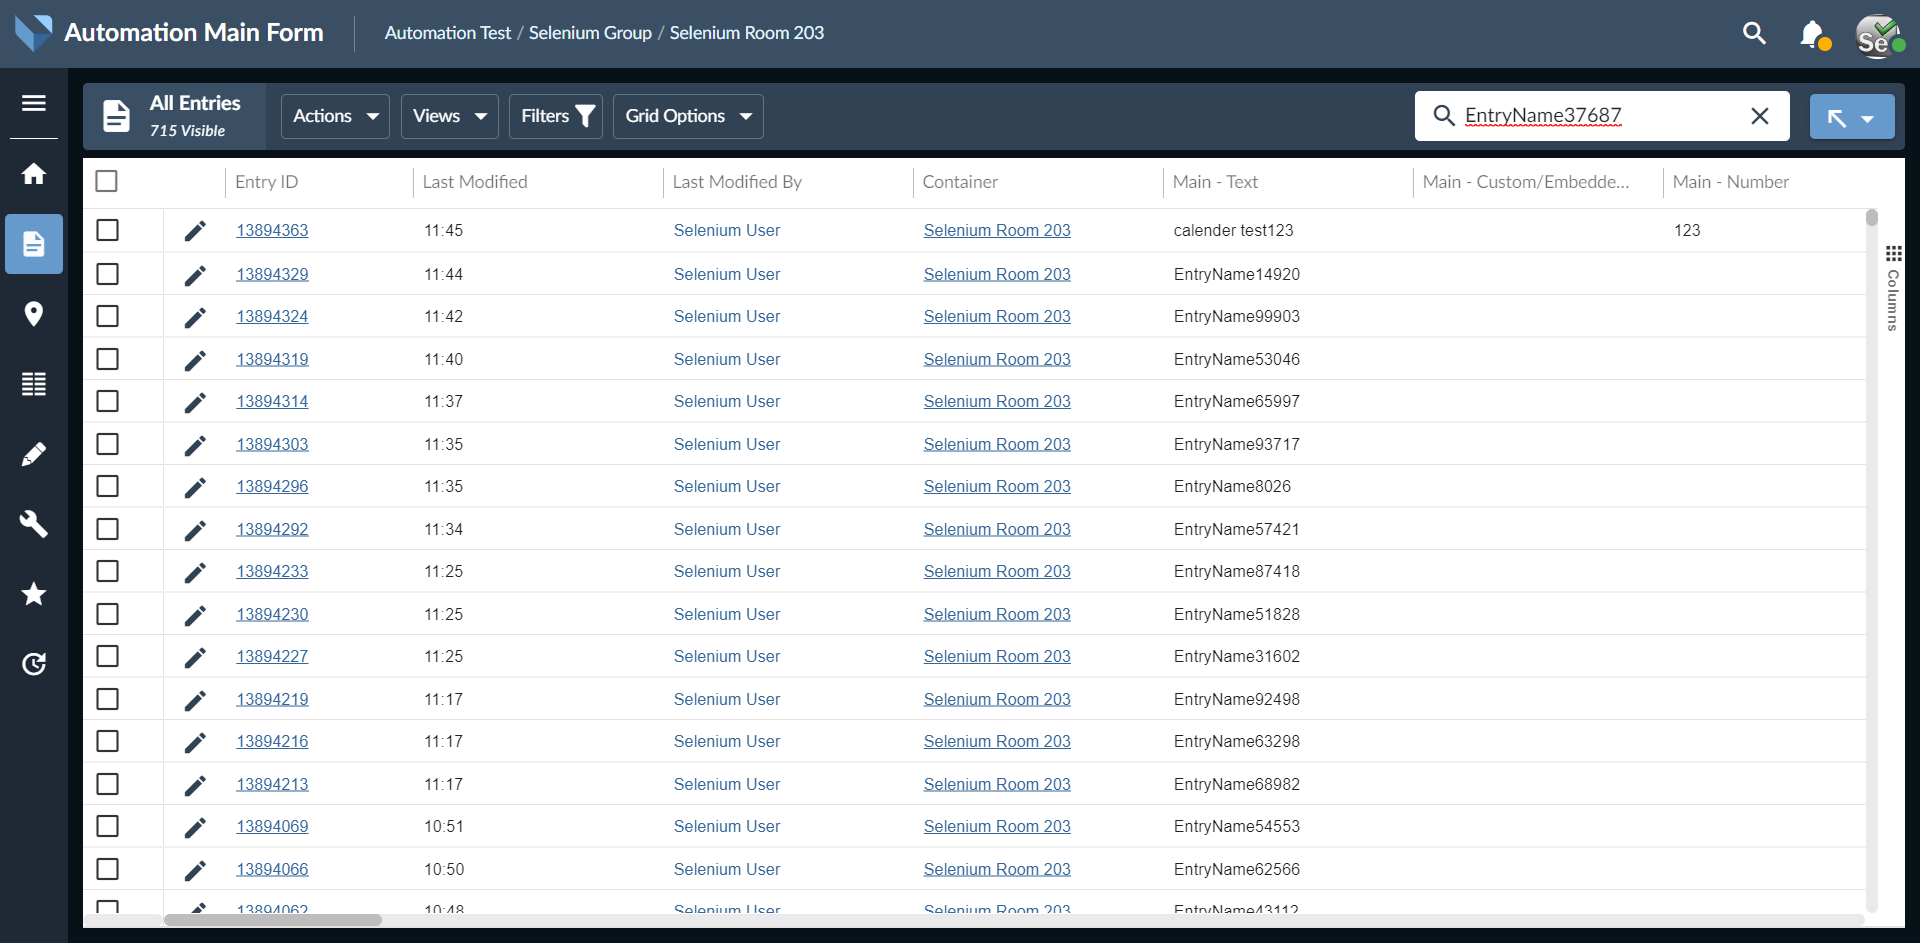 Automation Main Form
Automation Test / Selenium Group / Selenium Room 203
Se
All Entries
715 Visible
Actions Views Filters Grid Options
EntryName37687
Entry ID Last Modified Last Modified By Container Main - Text Main - Custom/Embedde... Main - Number
13894363 11:45 Selenium User Selenium Room 203 calender test123 123
13894329 11:44 Selenium User Selenium Room 203 EntryName14920
13894324 11:42 Selenium User Selenium Room 203 EntryName99903
13894319 11:40 Selenium User Selenium Room 203 EntryName53046
13894314 11:37 Selenium User Selenium Room 203 EntryName65997
13894303 11:35 Selenium User Selenium Room 203 EntryName93717
13894296 11:35 Selenium User Selenium Room 203 EntryName8026
13894292 11:34 Selenium User Selenium Room 203 EntryName57421
13894233 11:25 Selenium User Selenium Room 203 EntryName87418
13894230 11:25 Selenium User Selenium Room 203 EntryName51828
13894227 11:25 Selenium User Selenium Room 203 EntryName31602
13894219 11:17 Selenium User Selenium Room 203 EntryName92498
13894216 11:17 Selenium User Selenium Room 203 EntryName63298
13894213 11:17 Selenium User Selenium Room 203 EntryName68982
13894069 10:51 Selenium User Selenium Room 203 EntryName54553
13894066 10:50 Selenium User Selenium Room 203 EntryName62566
13894062 10:48 Selenium User Selenium Room 203 EntryName43112
Columns